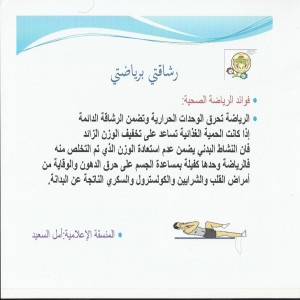 رشاقتي برياضتي
• فوائد الرياضة الصحية:
• الرياضة تحرق الوحدات الحرارية وتضمن الرشاقة الدائمة
إذا كانت الحمية الغذائية تساعد على تخفيف الوزن الزائد
فان النشاط البدني يضمن عدم استعادة الوزن الذي تم التخلص منه
فالرياضة وحدها كفيلة بمساعدة الجسم على حرق الدهون والوقاية من
أمراض القلب والشرايين والكولسترول والسكري الناتجة عن البدانة.
• المنسقة الإعلامية:أمل السعيد